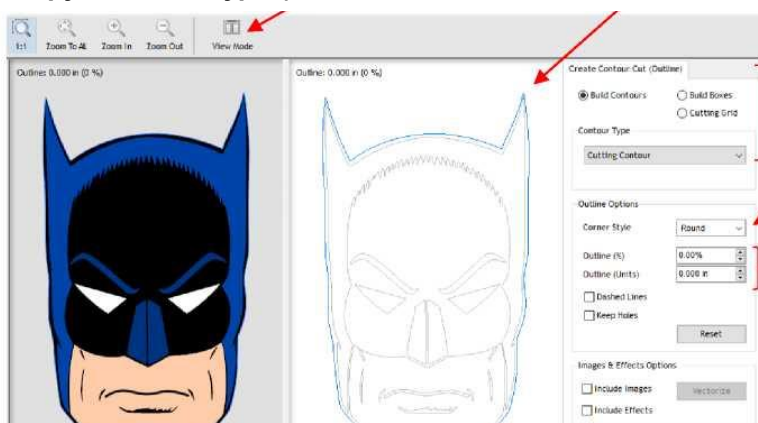 1:1 Zoom To All Zoom In Zoom Out View Mode
Outline: 0.000 in (0 %)
Outline: 0.000 in (0 %)
Create Contour Cut (Outline)
Build Contours Build Boxes
Cutting Grid
Contour Type
Cutting Contour
Outline Options
Corner Style Round
Outline (%) 0.00%
Outline (Units) 0.000 in
Dashed Lines
Keep Holes
Reset
Images & Effects Options
Include Images Vectorize
Include Effects